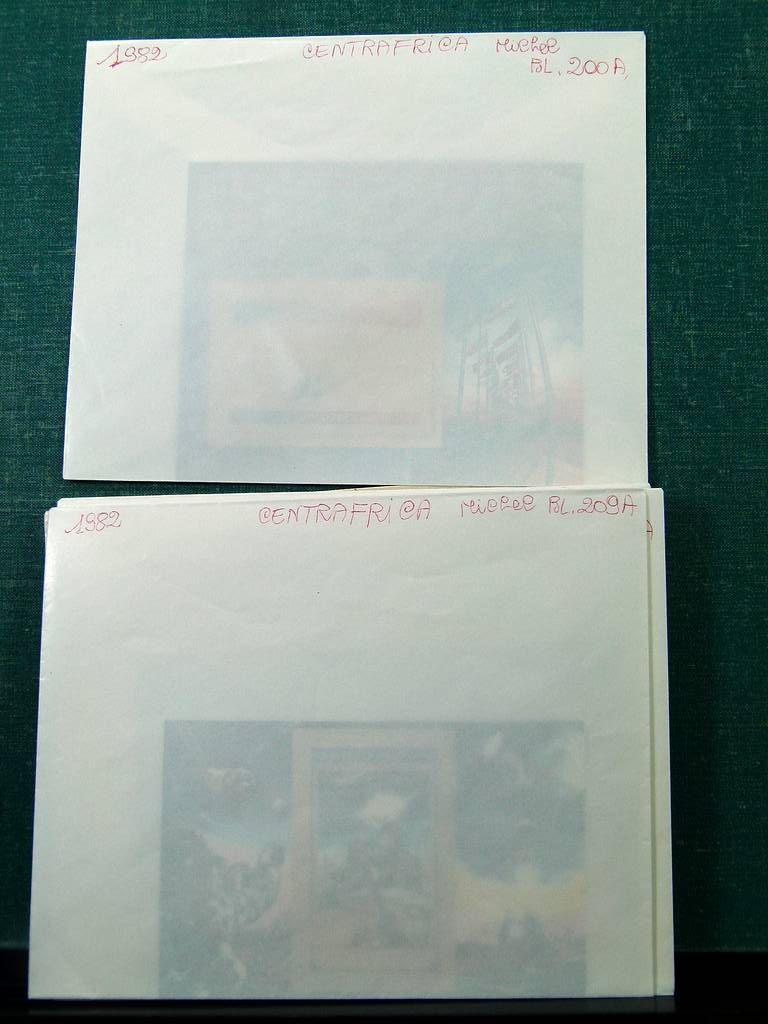 1982 CENTRAFRICA Michel
BL. 200A,
1982 CENTRAFRICA Michel BL. 209A
A